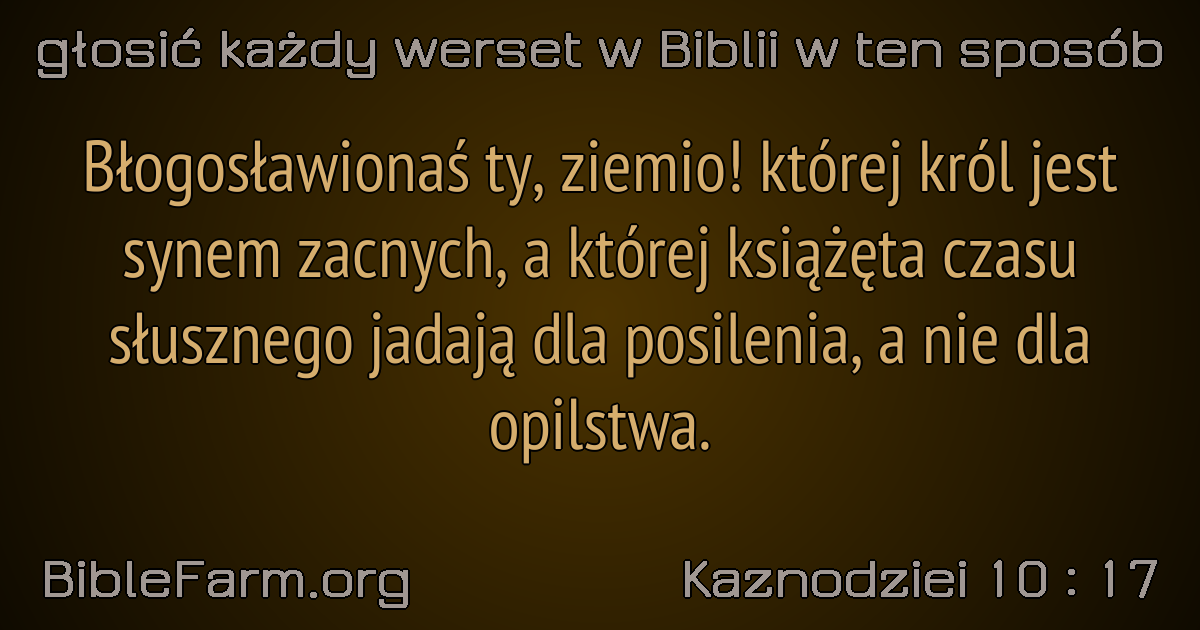 głosić każdy werset w Biblii w ten sposób
Błogosławionaś ty, ziemio! której król jest
synem zacnych, a której książęta czasu
słusznego jadają dla posilenia, a nie dla
opilstwa.
BibleFarm.org
Kaznodziei 10 : 17